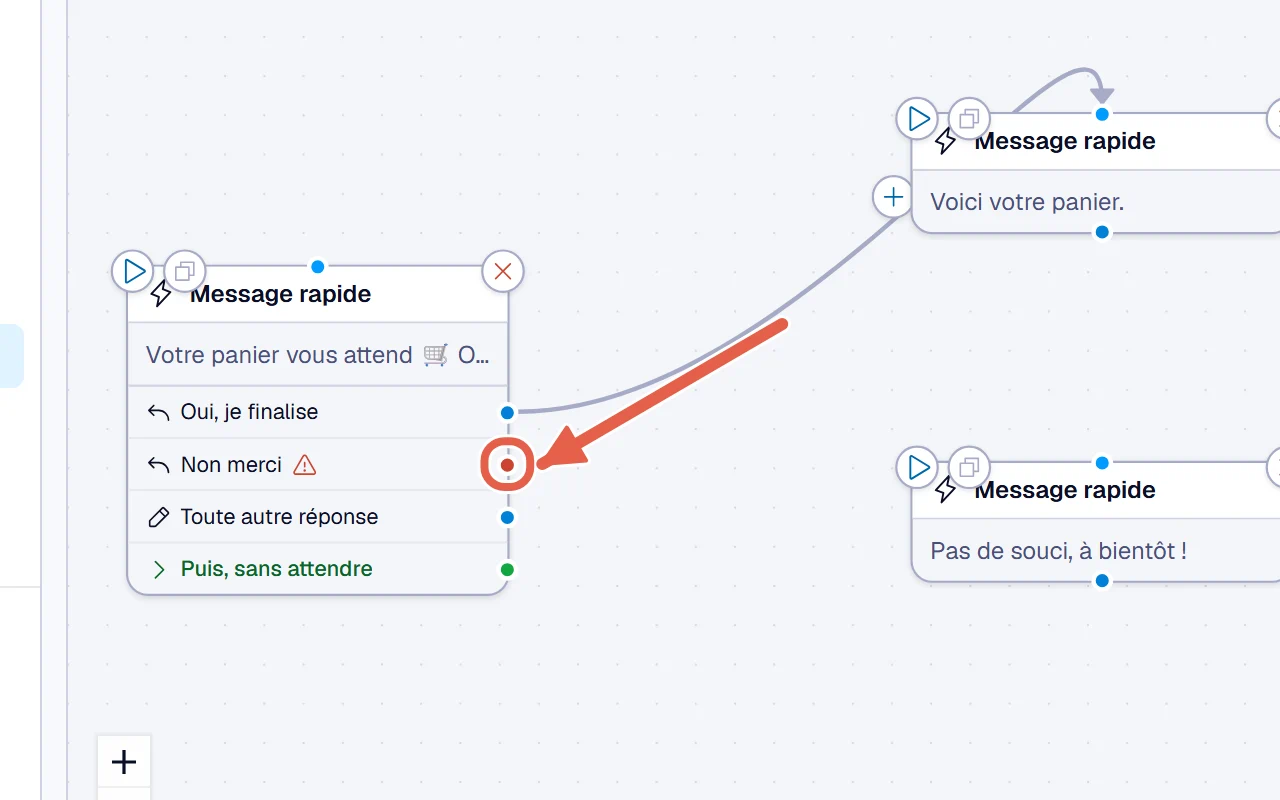 Message rapide
Voici votre panier.
Message rapide
Votre panier vous attend 🛒 O...
Oui, je finalise
Non merci
Toute autre réponse
Puis, sans attendre
Message rapide
Pas de souci, à bientôt !